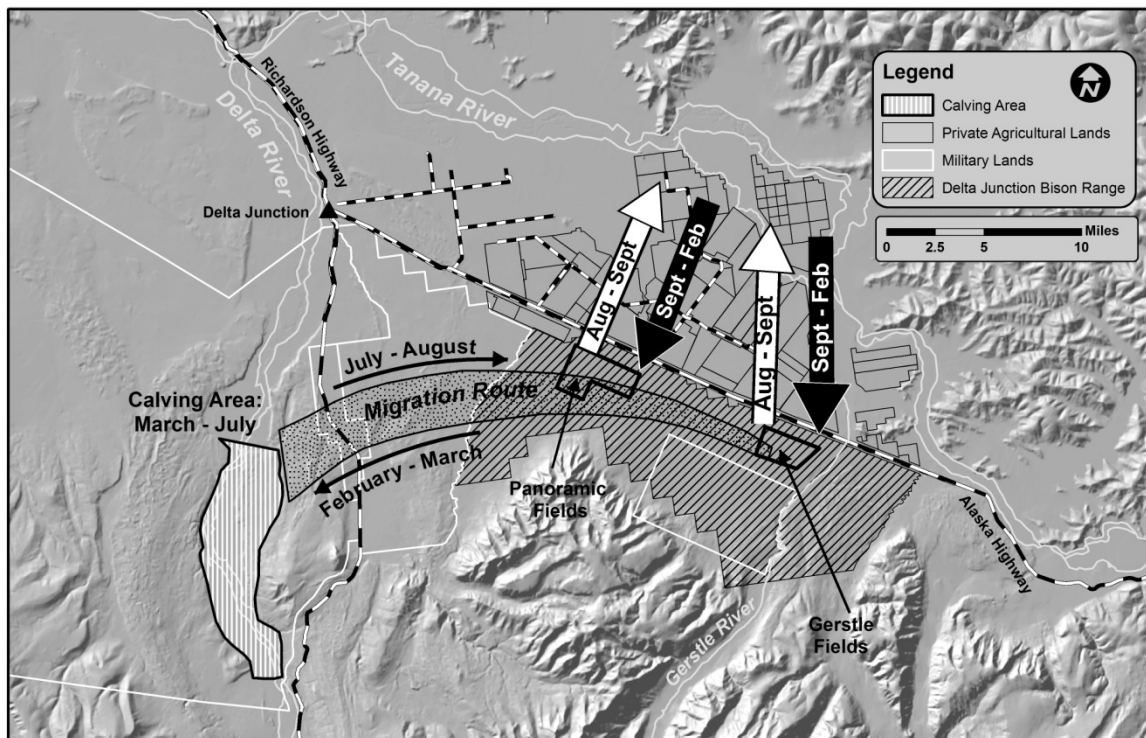 Legend
N
Calving Area
Private Agricultural Lands
Military Lands
Delta Junction Bison Range
Miles
0 2.5 5 10
Richardson Highway
Delta River
Tanana River
Delta Junction
Aug - Sept
Sept - Feb
Aug - Sept
Sept - Feb
July - August
Migration Route
February - March
Calving Area:
March - July
Panoramic
Fields
Gerstle
Fields
Gerstle River
Alaska Highway